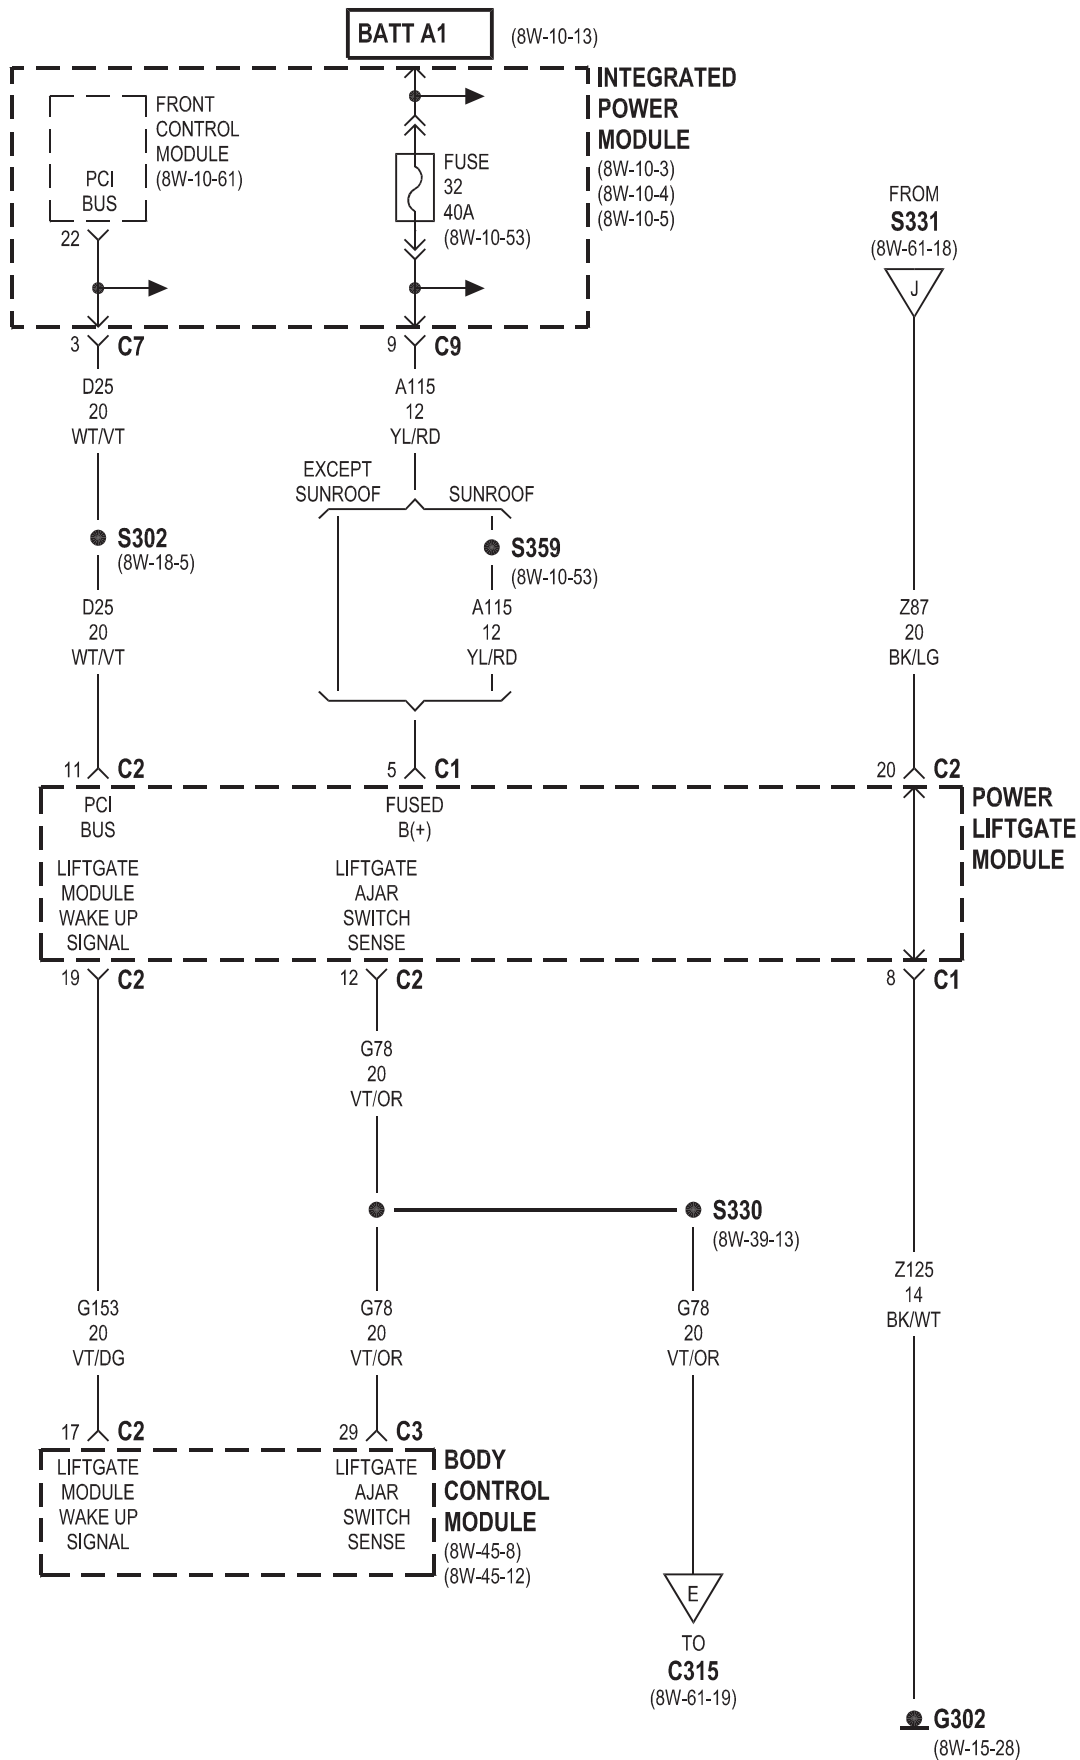 BATT A1
(8W-10-13)
INTEGRATED
POWER
MODULE
(8W-10-3)
(8W-10-4)
(8W-10-5)
FRONT
CONTROL
MODULE
(8W-10-61)
PCI
BUS
22
FUSE
32
40A
(8W-10-53)
FROM
S331
(8W-61-18)
J
3
C7
9
C9
D25
20
WT/VT
A115
12
YL/RD
EXCEPT
SUNROOF
SUNROOF
S302
(8W-18-5)
S359
(8W-10-53)
D25
20
WT/VT
A115
12
YL/RD
Z87
20
BK/LG
11
C2
5
C1
20
C2
PCI
BUS
FUSED
B(+)
POWER
LIFTGATE
MODULE
LIFTGATE
MODULE
WAKE UP
SIGNAL
LIFTGATE
AJAR
SWITCH
SENSE
19
C2
12
C2
8
C1
G78
20
VT/OR
S330
(8W-39-13)
Z125
14
BK/WT
G153
20
VT/DG
G78
20
VT/OR
G78
20
VT/OR
17
C2
29
C3
LIFTGATE
MODULE
WAKE UP
SIGNAL
LIFTGATE
AJAR
SWITCH
SENSE
BODY
CONTROL
MODULE
(8W-45-8)
(8W-45-12)
E
TO
C315
(8W-61-19)
G302
(8W-15-28)